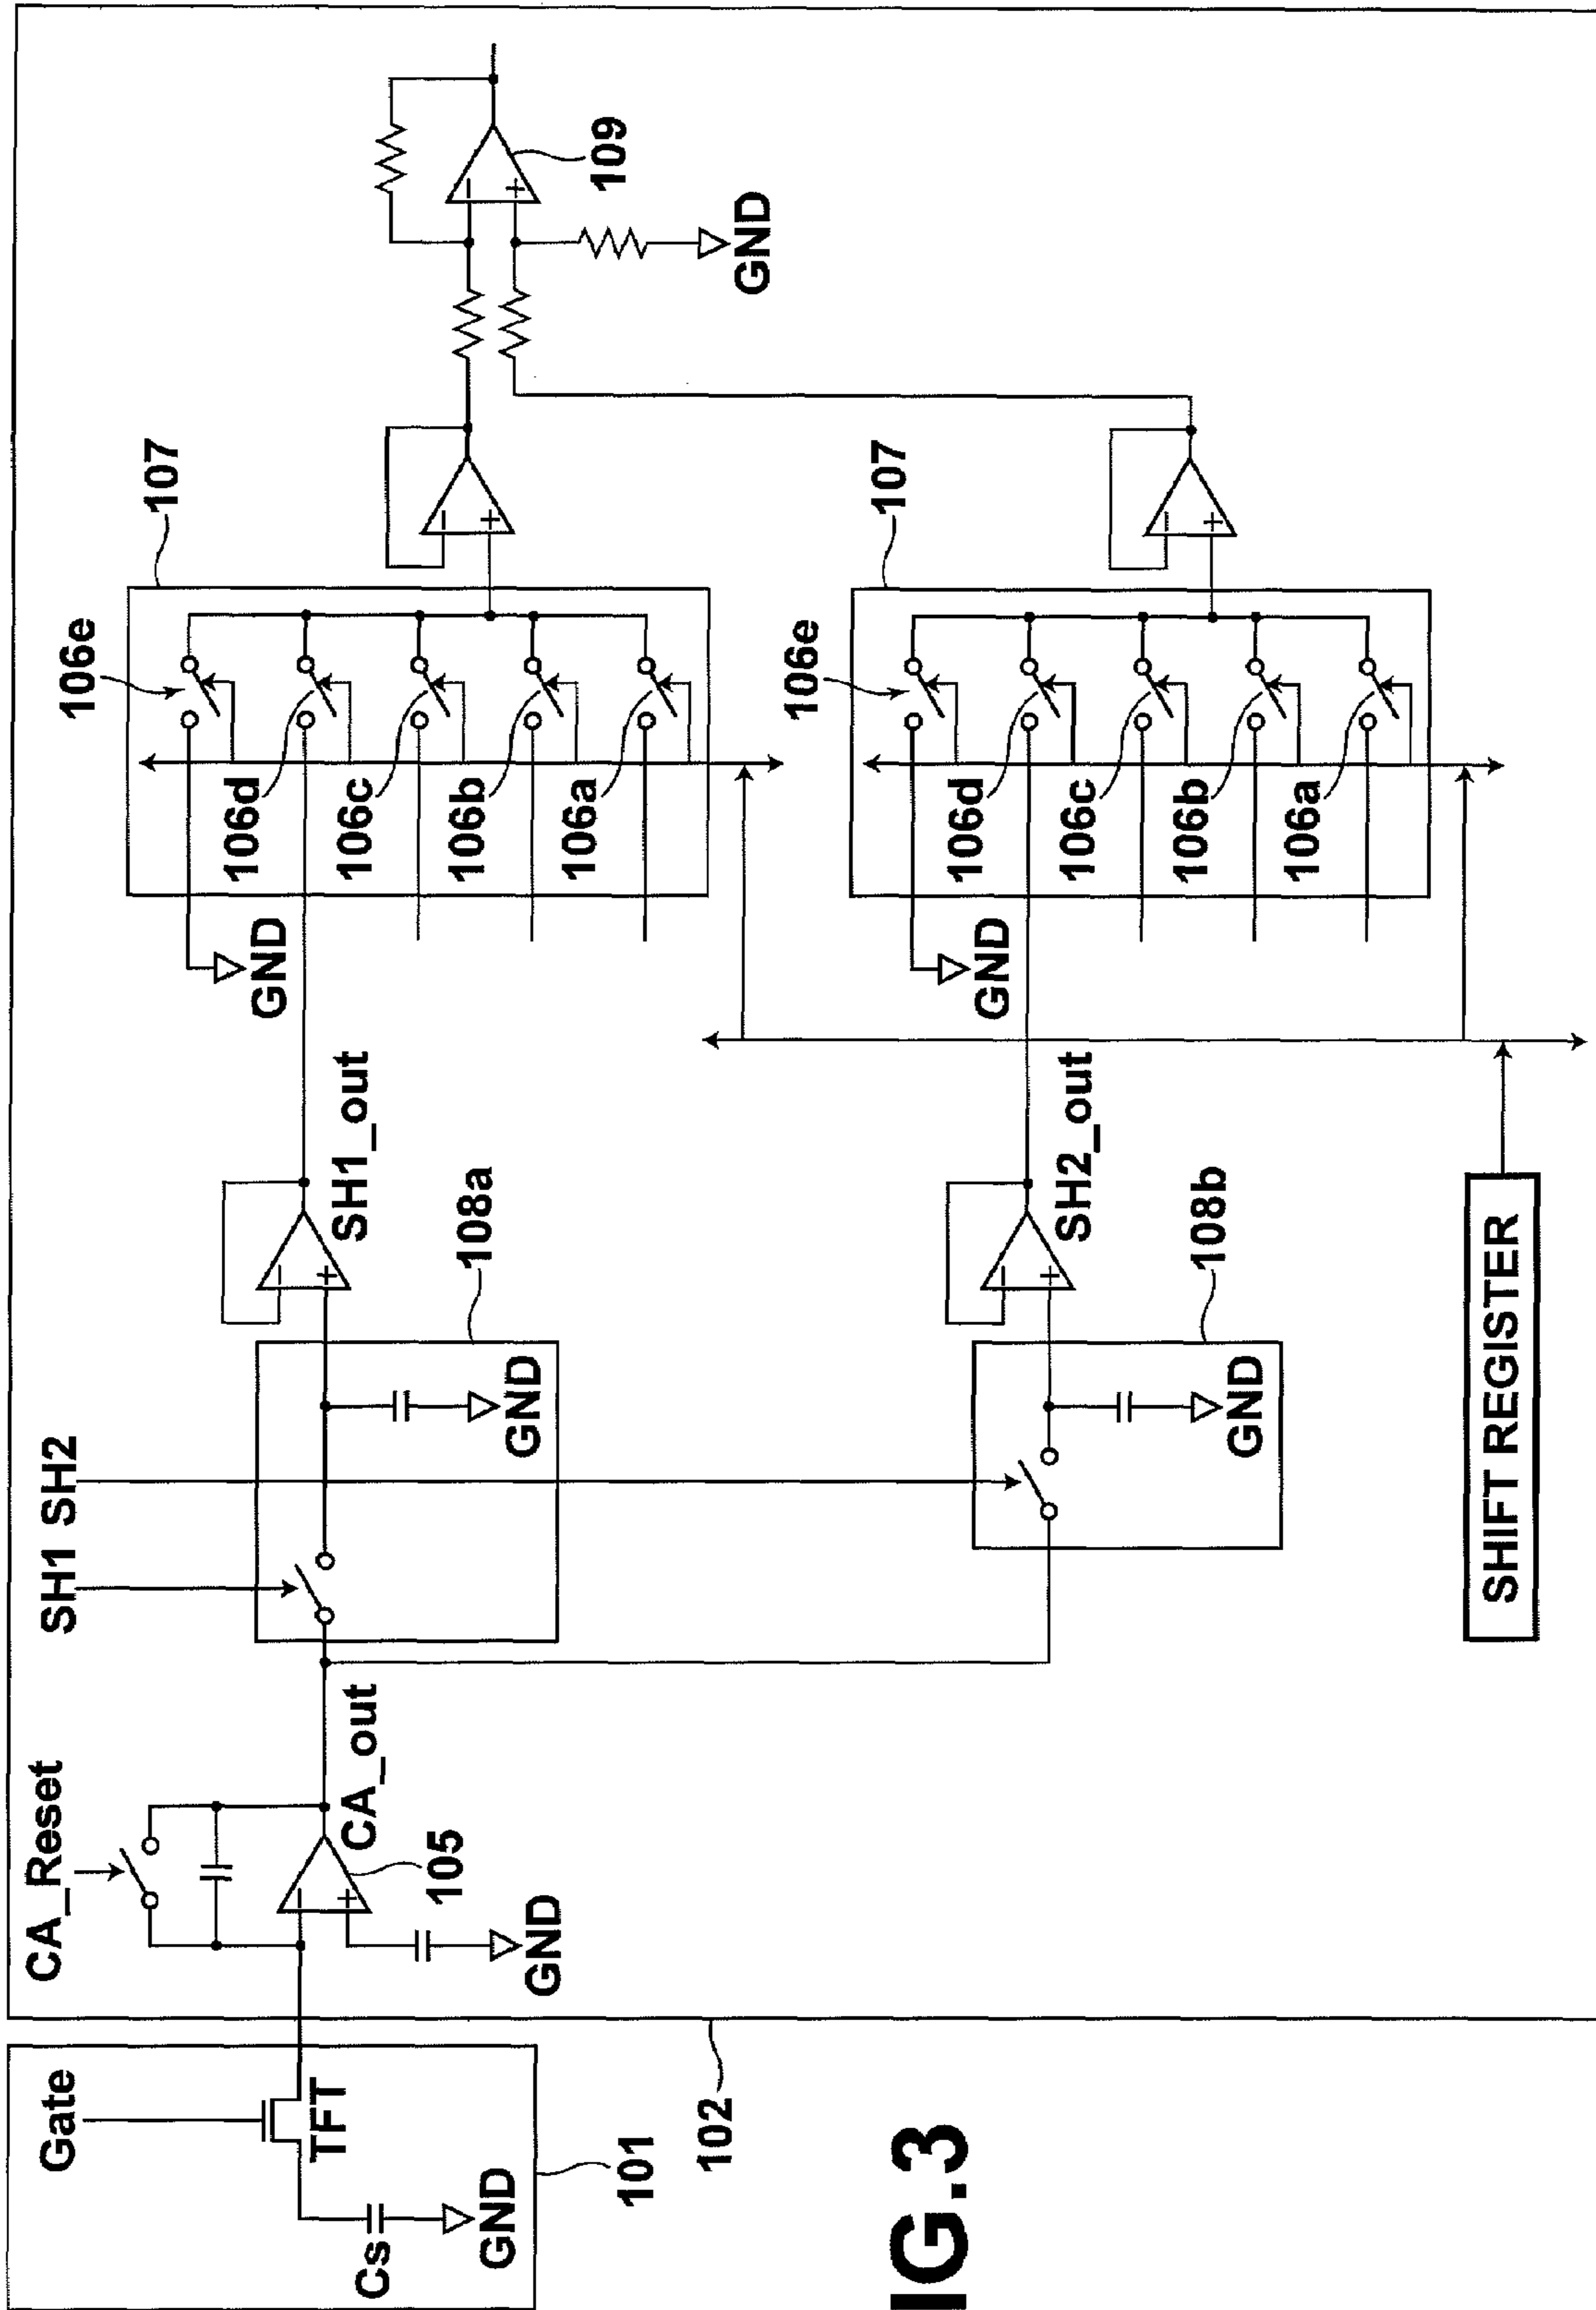 Gate
TFT
Cs
GND
101
102
CA_Reset
CA_out
105
GND
SH1 SH2
GND
108a
SH1_out
GND
108b
SH2_out
SHIFT REGISTER
GND
106e
106d
106c
106b
106a
107
GND
106e
106d
106c
106b
106a
107
109
GND
IG.3